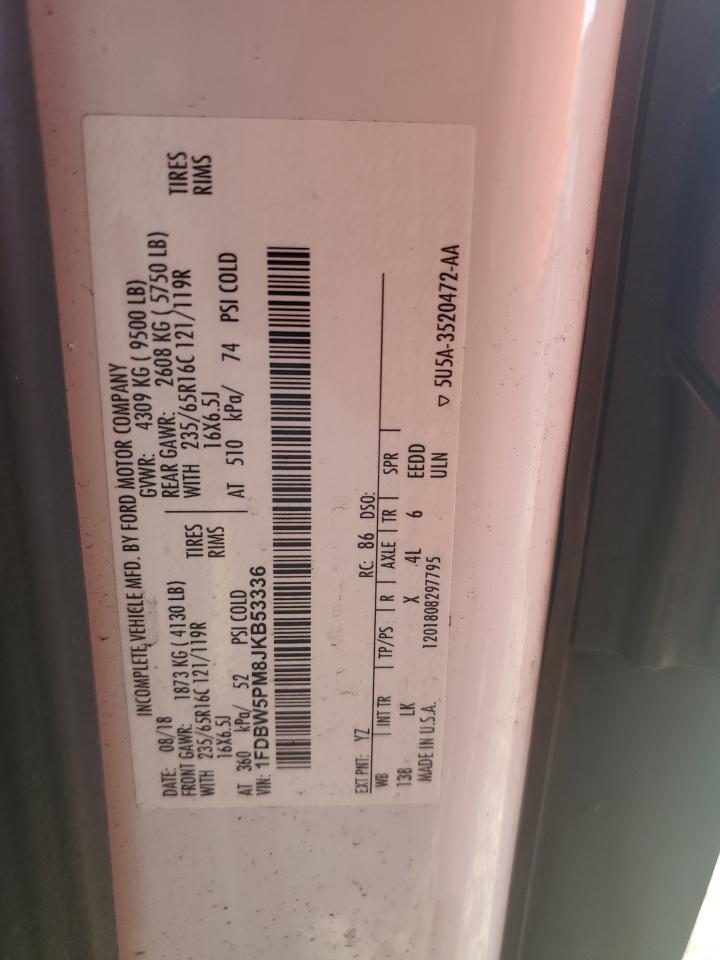 INCOMPLETE VEHICLE MFD. BY FORD MOTOR COMPANY
DATE: 08/18 GVWR: 4309 KG ( 9500 LB)
FRONT GAWR: 1873 KG ( 4130 LB) REAR GAWR: 2608 KG ( 5750 LB)
WITH 235/65R16C 121/119R TIRES WITH 235/65R16C 121/119R TIRES
16X6.5J RIMS 16X6.5J RIMS
AT 360 kPa/ 52 PSI COLD AT 510 kPa/ 74 PSI COLD
VIN: 1FDBW5PM8JKB53336
EXT PNT: YZ RC: 86 DSO:
WB INT TR TP/PS R AXLE TR SPR
138 LK X 4L 6 EEDD
MADE IN U.S.A. 1201808297795 ULN
▽ 5U5A-3520472-AA